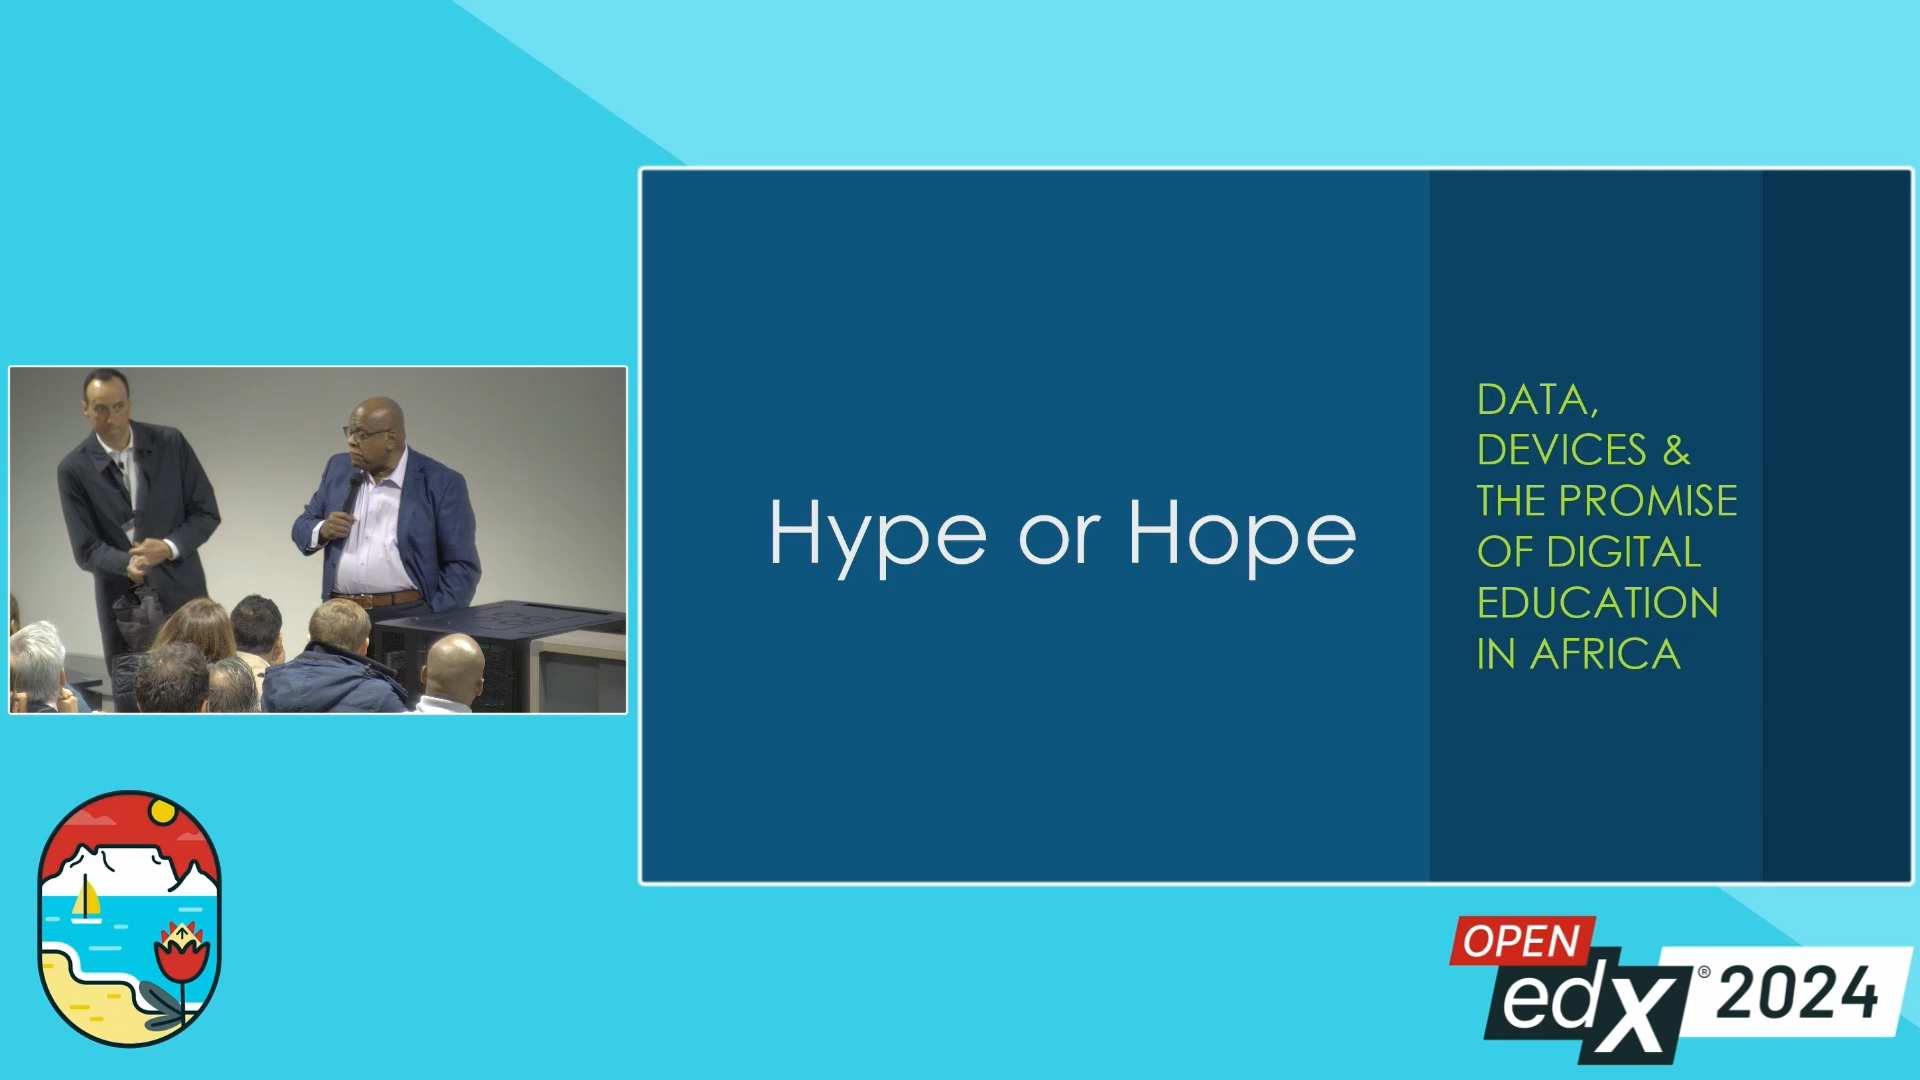 Hype or Hope
DATA,
DEVICES &
THE PROMISE
OF DIGITAL
EDUCATION
IN AFRICA
OPEN
edX® 2024